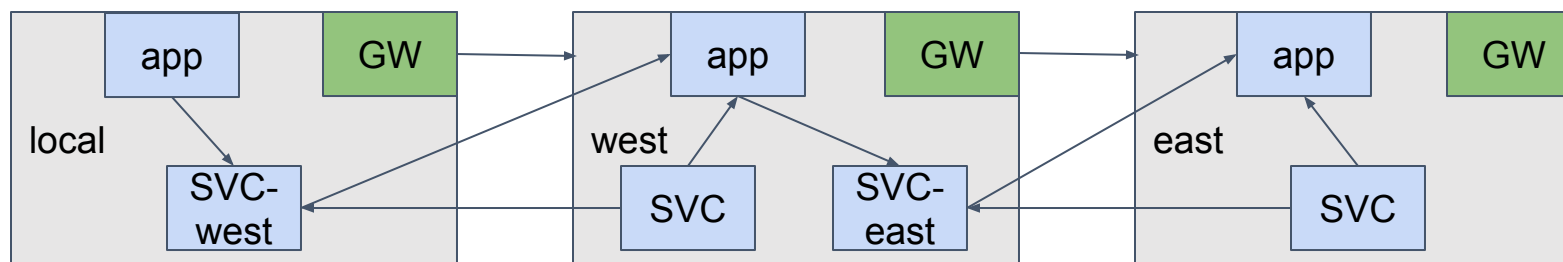 app
GW
local
SVC-
west
app
GW
west
SVC
SVC-
east
app
GW
east
SVC